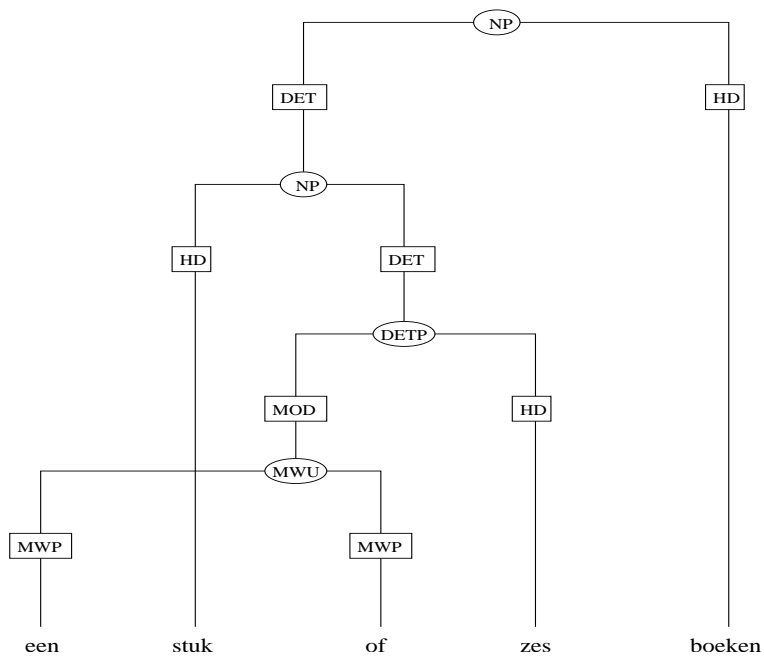 NP
DET HD
NP
HD DET
DETP
MOD HD
MWU
MWP MWP
een stuk of zes boeken